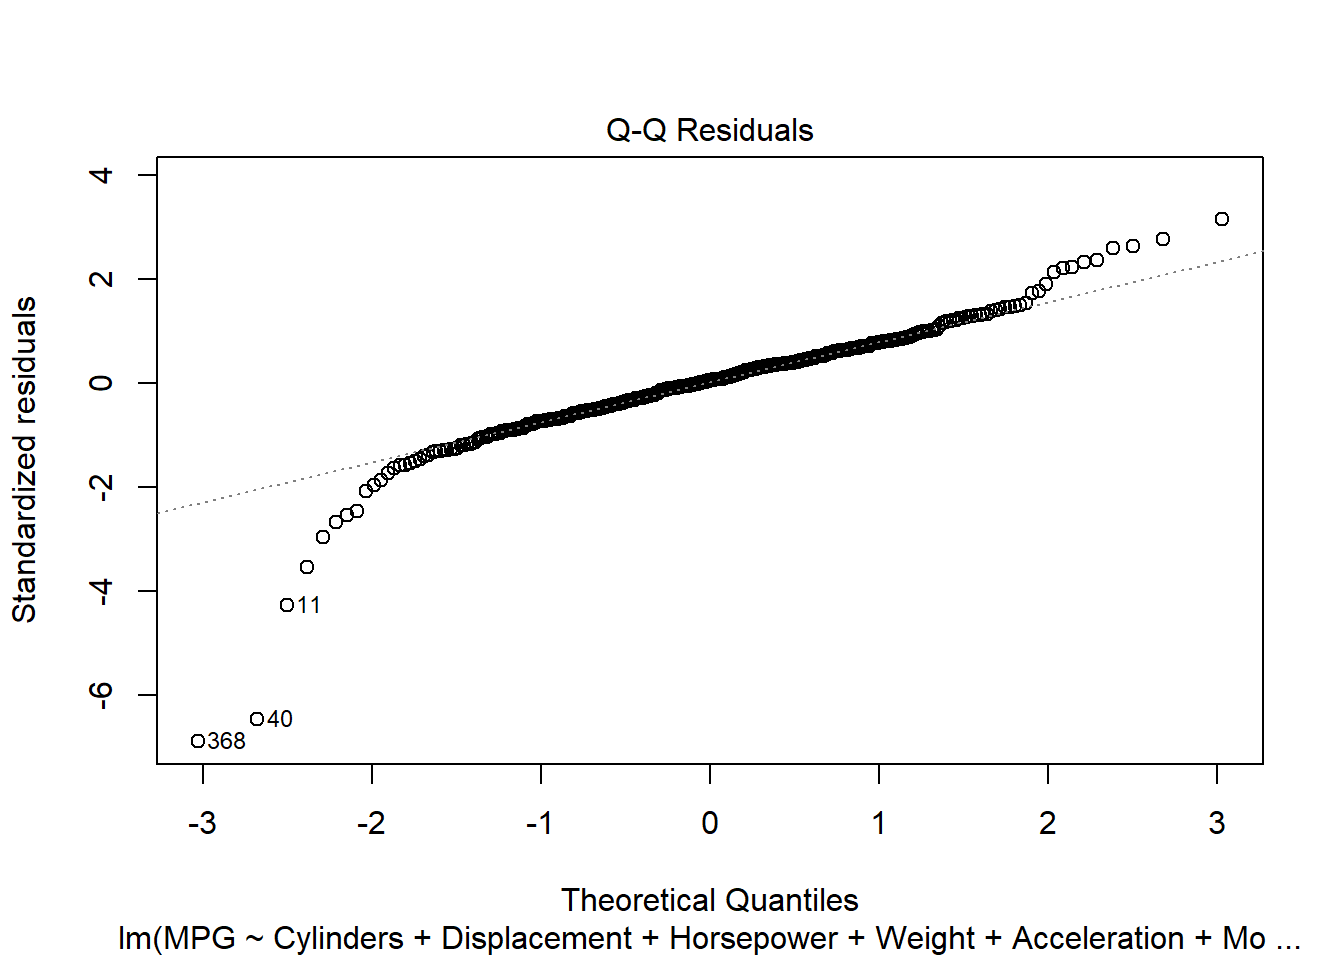 Q-Q Residuals
Standardized residuals
4
2
0
-2
-4
-6
11
40
368
-3 -2 -1 0 1 2 3
Theoretical Quantiles
lm(MPG ~ Cylinders + Displacement + Horsepower + Weight + Acceleration + Mo ...